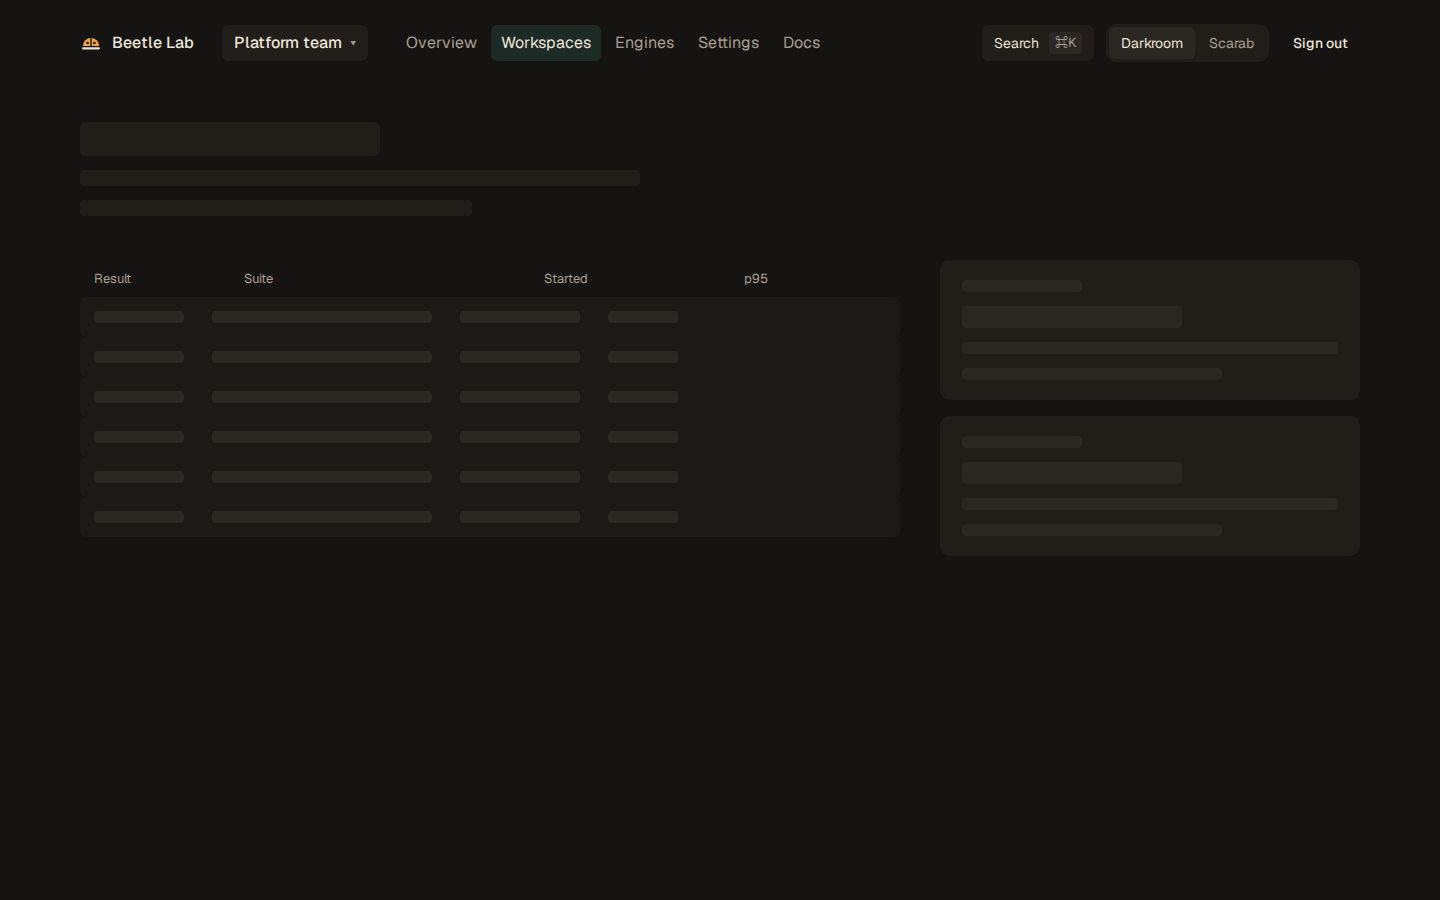 Beetle Lab
Platform team
Overview
Workspaces
Engines
Settings
Docs
Search ⌘K
Darkroom
Scarab
Sign out
Result
Suite
Started
p95